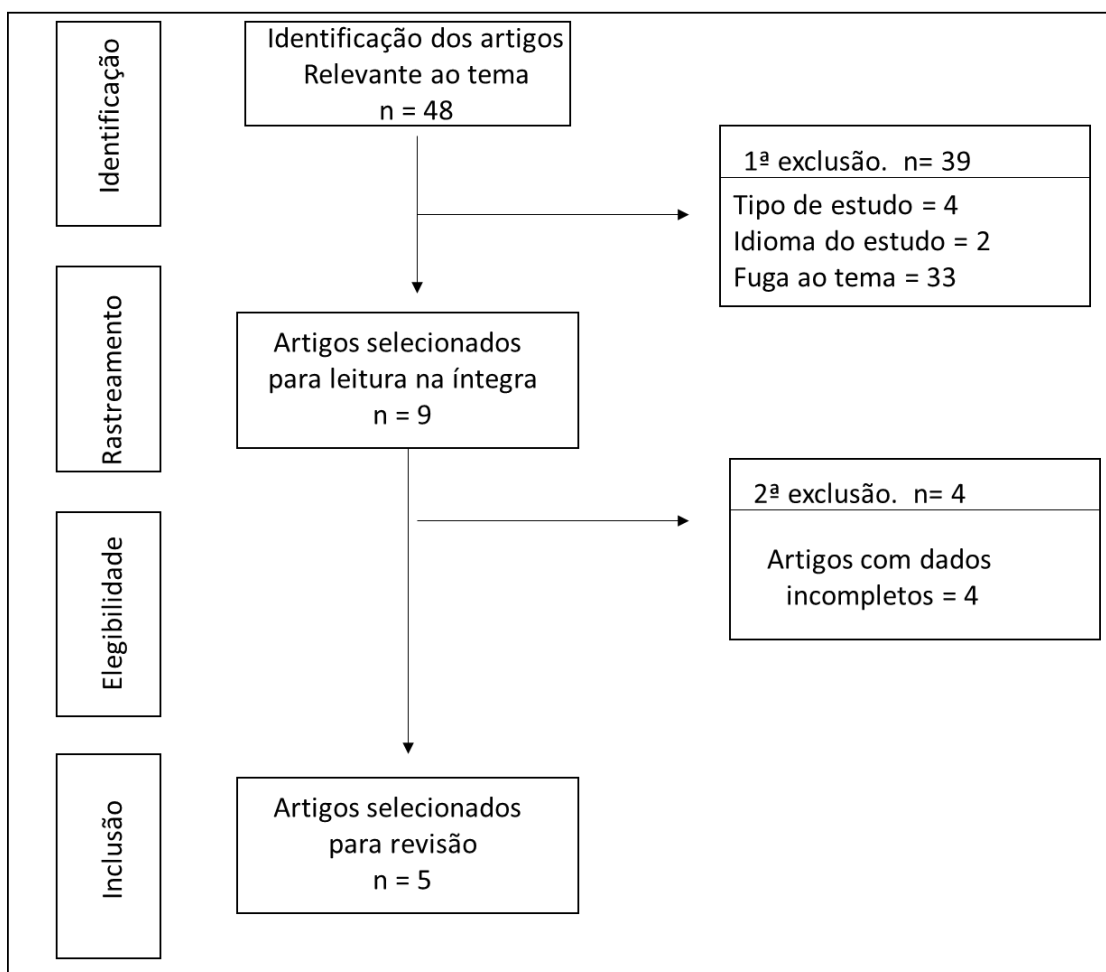 Identificação
Identificação dos artigos
Relevante ao tema
n = 48
1ª exclusão. n= 39
Tipo de estudo = 4
Idioma do estudo = 2
Fuga ao tema = 33
Rastreamento
Artigos selecionados
para leitura na íntegra
n = 9
2ª exclusão. n= 4
Artigos com dados
incompletos = 4
Elegibilidade
Inclusão
Artigos selecionados
para revisão
n = 5